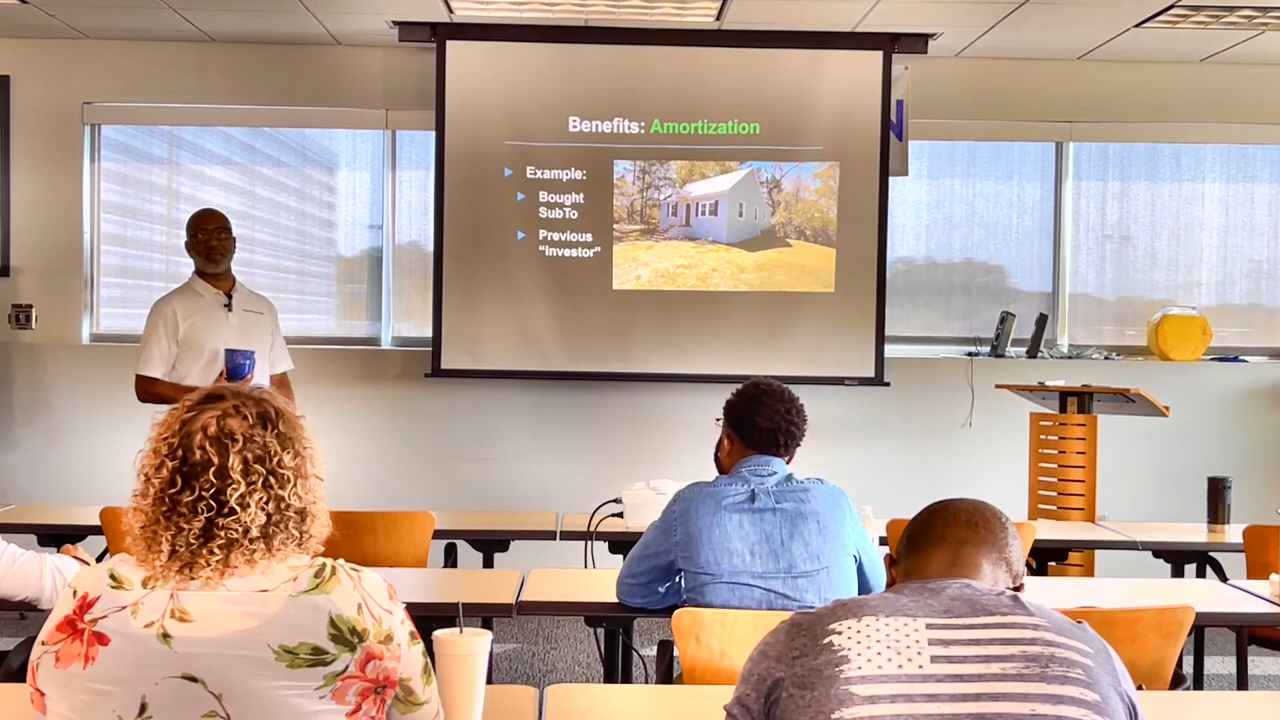 Benefits: Amortization
Example:
Bought
SubTo
Previous
“investor”
N